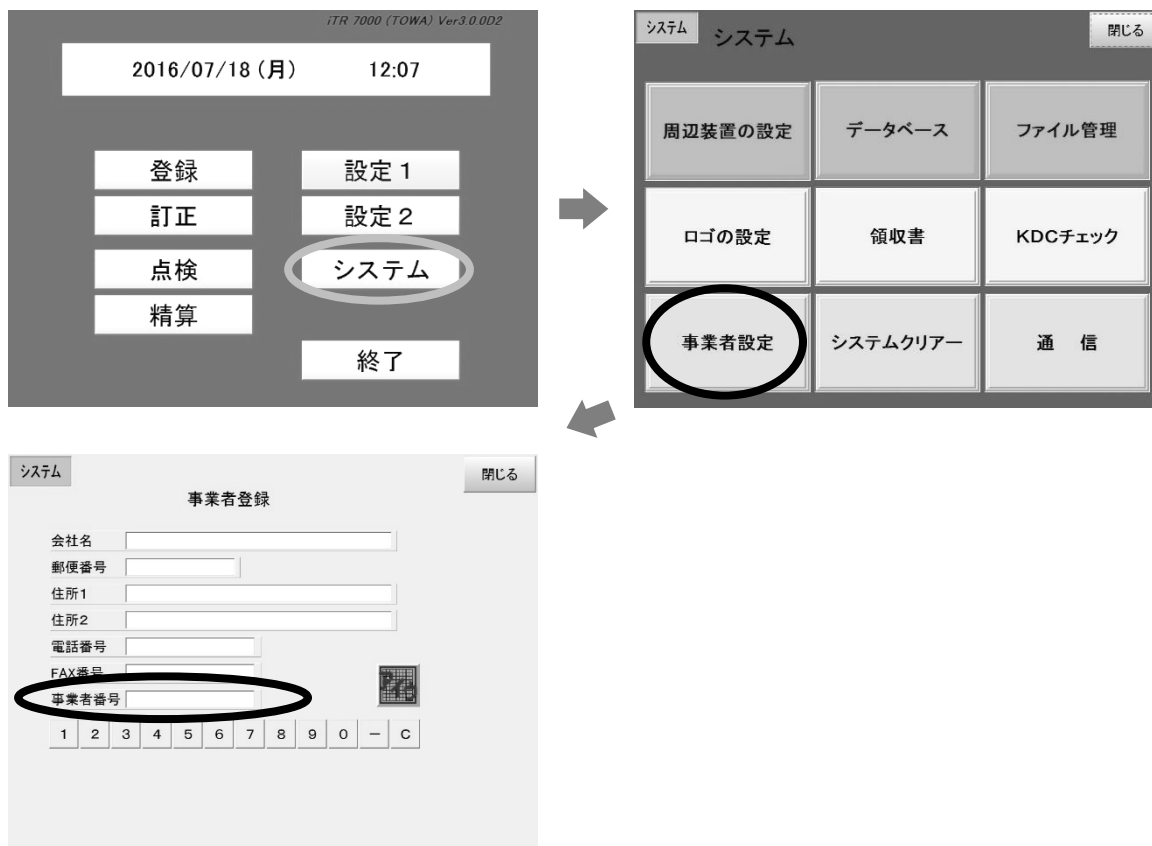 iTR 7000 (TOWA) Ver3.0.0D2
2016/07/18 (月) 12:07
登録
設定１
訂正
設定２
点検
システム
精算
終了
システム
システム
閉じる
周辺装置の設定
データベース
ファイル管理
ロゴの設定
領収書
KDCチェック
事業者設定
システムクリアー
通 信
システム
閉じる
事業者登録
会社名
郵便番号
住所1
住所2
電話番号
FAX番号
事業者番号
1 2 3 4 5 6 7 8 9 0 － C